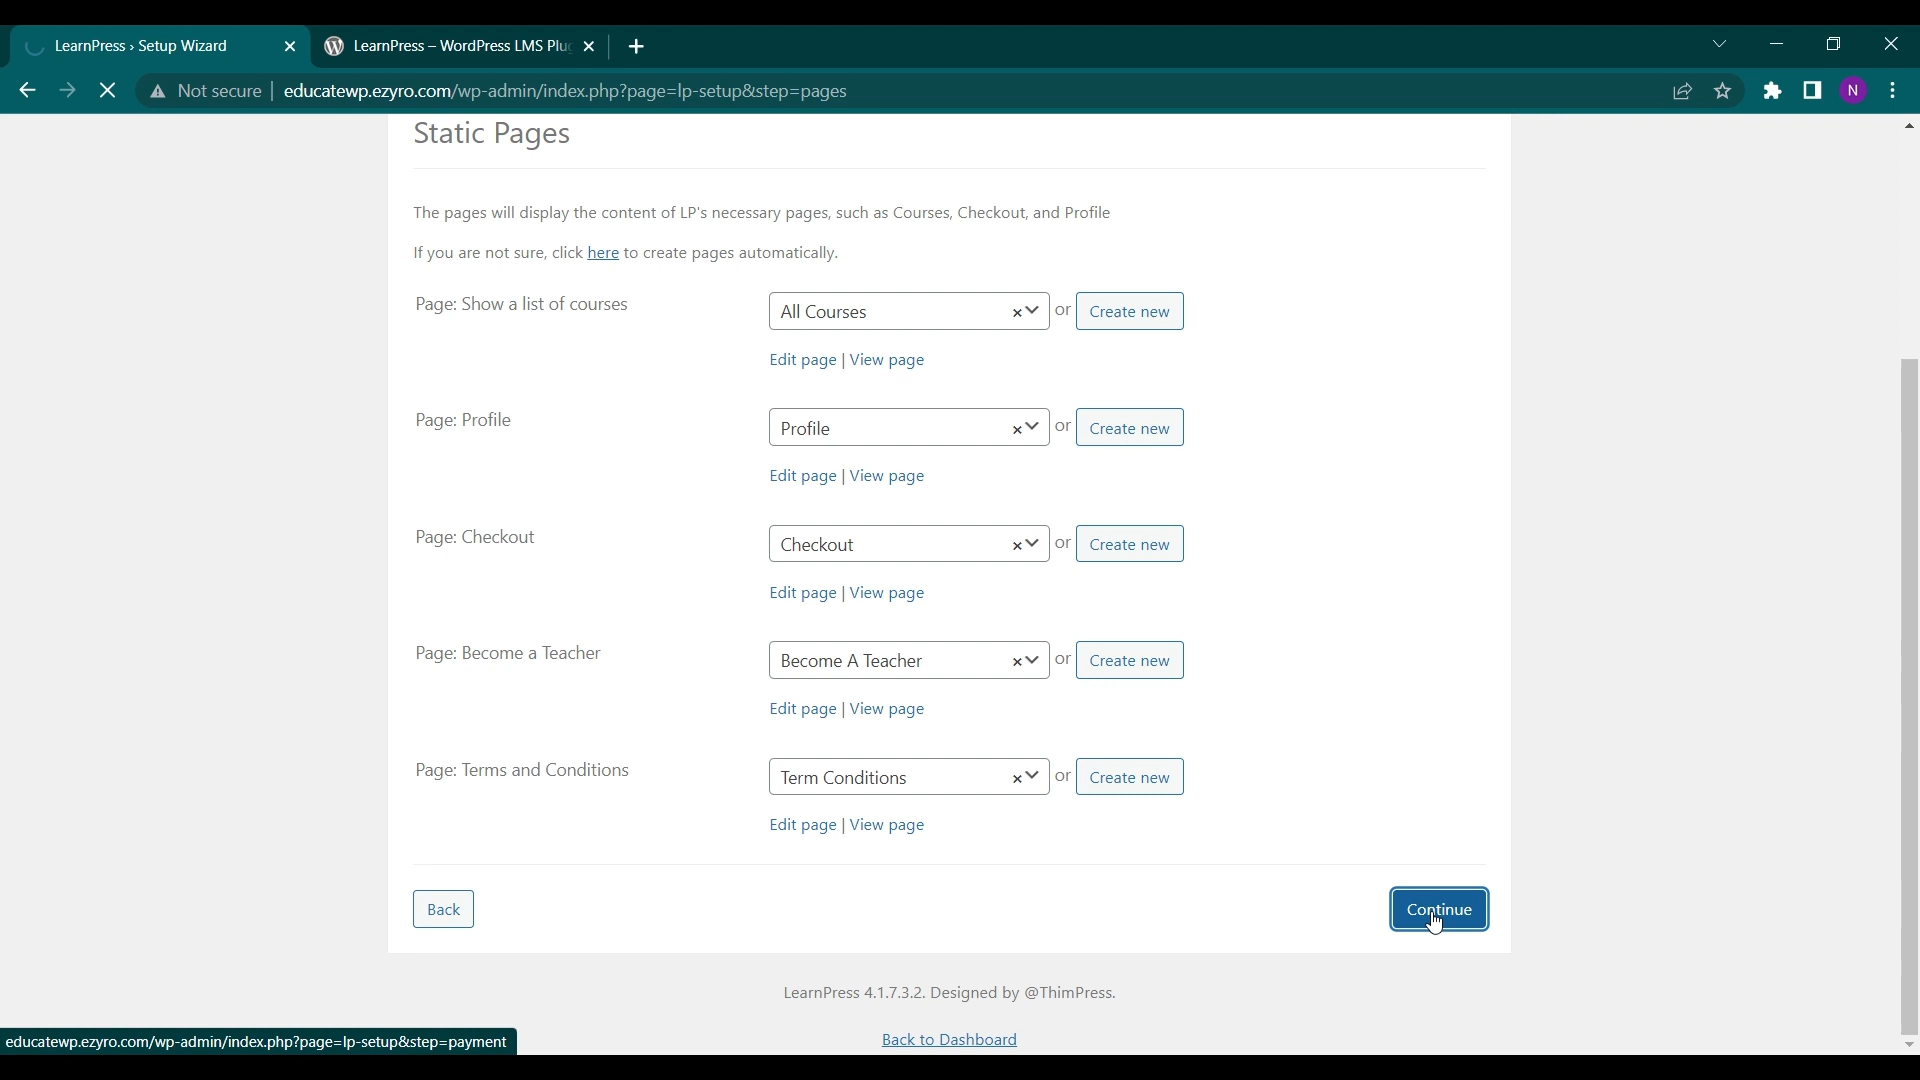 LearnPress › Setup Wizard
LearnPress – WordPress LMS Plu
Not secure
educatewp.ezyro.com/wp-admin/index.php?page=lp-setup&step=pages
N
Static Pages
The pages will display the content of LP's necessary pages, such as Courses, Checkout, and Profile
If you are not sure, click here to create pages automatically.
Page: Show a list of courses
All Courses × or Create new
Edit page | View page
Page: Profile
Profile × or Create new
Edit page | View page
Page: Checkout
Checkout × or Create new
Edit page | View page
Page: Become a Teacher
Become A Teacher × or Create new
Edit page | View page
Page: Terms and Conditions
Term Conditions × or Create new
Edit page | View page
Back
Continue
LearnPress 4.1.7.3.2. Designed by @ThimPress.
Back to Dashboard
educatewp.ezyro.com/wp-admin/index.php?page=lp-setup&step=payment